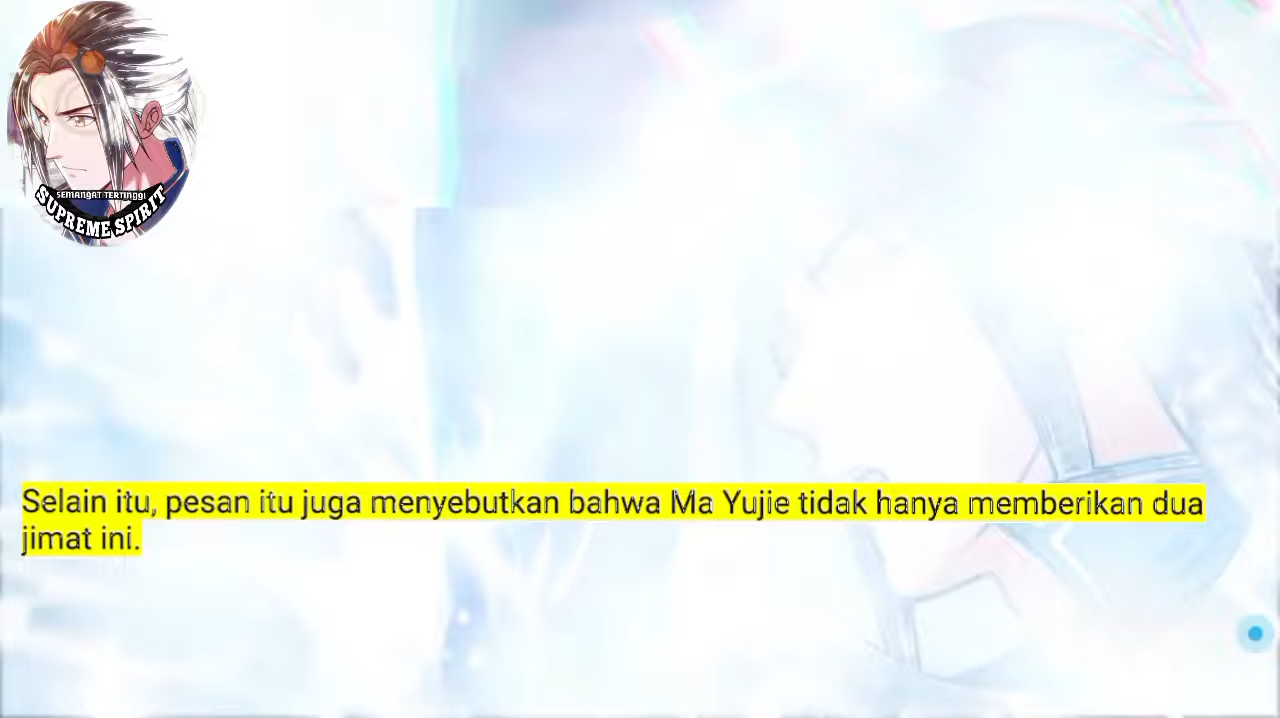 SEMANGAT TERTINGGI
SUPREME SPIRIT
Selain itu, pesan itu juga menyebutkan bahwa Ma Yujie tidak hanya memberikan dua
jimat ini.